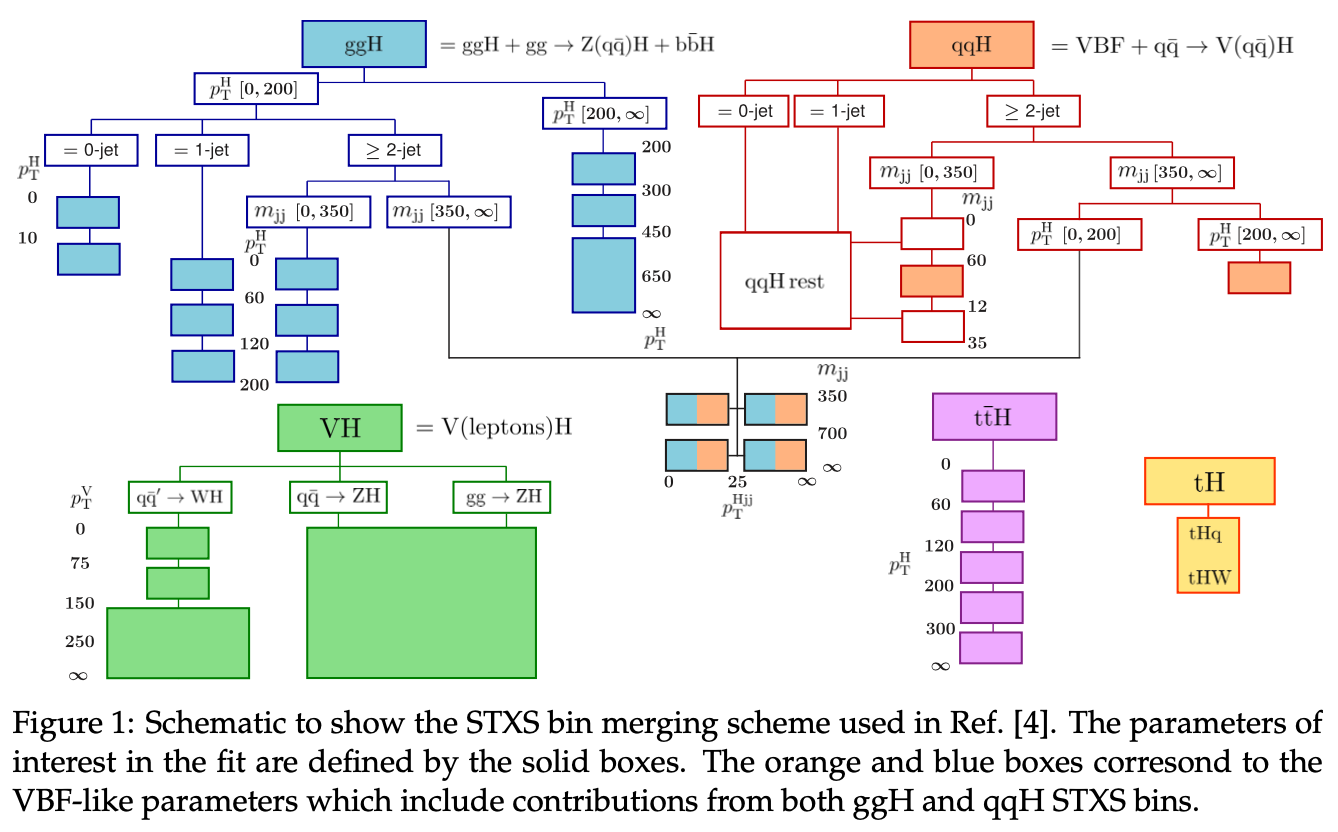 ggH = ggH + gg → Z(qq̄)H + bb̄H
p_T^H [0, 200]
p_T^H [200, ∞]
= 0-jet
= 1-jet
≥ 2-jet
m_jj [0, 350]
m_jj [350, ∞]
p_T^H
0
10
p_T^H
0
60
120
200
200
300
450
650
∞
p_T^H
qqH = VBF + qq̄ → V(qq̄)H
= 0-jet
= 1-jet
≥ 2-jet
m_jj [0, 350]
m_jj [350, ∞]
m_jj
0
60
12
35
qqH rest
p_T^H [0, 200]
p_T^H [200, ∞]
m_jj
350
700
∞
0 25 ∞
p_T^Hjj
VH = V(leptons)H
qq̄′ → WH
qq̄ → ZH
gg → ZH
p_T^V
0
75
150
250
∞
tt̄H
0
60
120
p_T^H
200
300
∞
tH
tHq
tHW
Figure 1: Schematic to show the STXS bin merging scheme used in Ref. [4]. The parameters of
interest in the fit are defined by the solid boxes. The orange and blue boxes corresond to the
VBF-like parameters which include contributions from both ggH and qqH STXS bins.